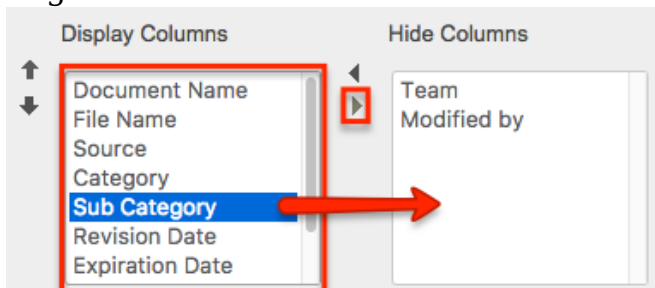 Display Columns
Hide Columns
Document Name
File Name
Source
Category
Sub Category
Revision Date
Expiration Date
Team
Modified by